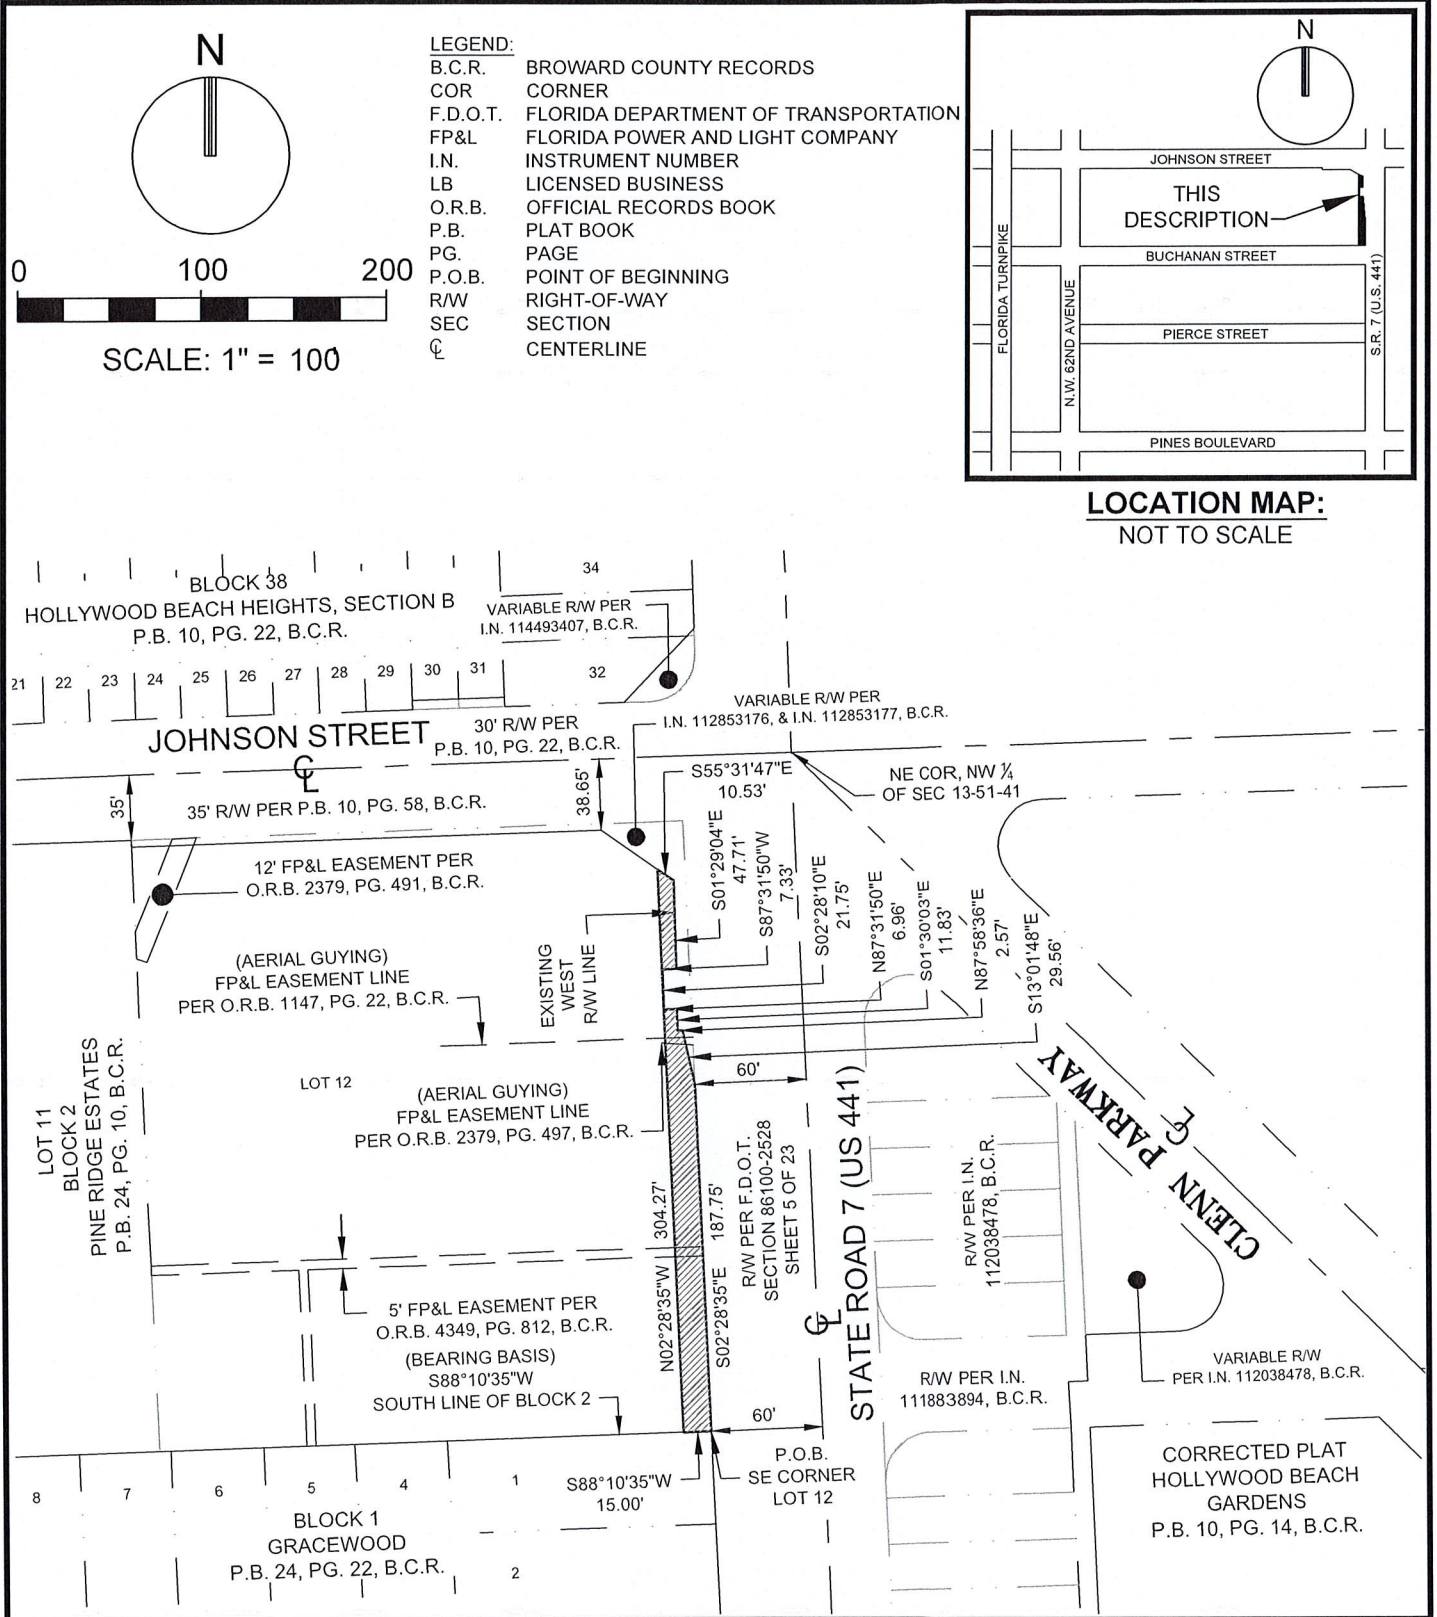 N
0 100 200
SCALE: 1" = 100'
LEGEND:
B.C.R. BROWARD COUNTY RECORDS
COR CORNER
F.D.O.T. FLORIDA DEPARTMENT OF TRANSPORTATION
FP&L FLORIDA POWER AND LIGHT COMPANY
I.N. INSTRUMENT NUMBER
LB LICENSED BUSINESS
O.R.B. OFFICIAL RECORDS BOOK
P.B. PLAT BOOK
PG. PAGE
P.O.B. POINT OF BEGINNING
R/W RIGHT-OF-WAY
SEC SECTION
℄ CENTERLINE
N
JOHNSON STREET
THIS
DESCRIPTION
BUCHANAN STREET
FLORIDA TURNPIKE
N.W. 62ND AVENUE
PIERCE STREET
S.R. 7 (U.S. 441)
PINES BOULEVARD
LOCATION MAP:
NOT TO SCALE
BLOCK 38
HOLLYWOOD BEACH HEIGHTS, SECTION B
P.B. 10, PG. 22, B.C.R.
34
VARIABLE R/W PER
I.N. 114493407, B.C.R.
21 22 23 24 25 26 27 28 29 30 31 32
VARIABLE R/W PER
I.N. 112853176, & I.N. 112853177, B.C.R.
JOHNSON STREET
℄
30' R/W PER
P.B. 10, PG. 22, B.C.R.
35'
35' R/W PER P.B. 10, PG. 58, B.C.R.
38.65'
S55°31'47"E
10.53'
NE COR, NW ¼
OF SEC 13-51-41
12' FP&L EASEMENT PER
O.R.B. 2379, PG. 491, B.C.R.
S01°29'04"E
47.71'
S87°31'50"W
7.33'
S02°28'10"E
21.75'
N87°31'50"E
6.96'
S01°30'03"E
11.83'
N87°58'36"E
2.57'
S13°01'48"E
29.56'
(AERIAL GUYING)
FP&L EASEMENT LINE
PER O.R.B. 1147, PG. 22, B.C.R.
EXISTING
WEST
R/W LINE
LOT 11
BLOCK 2
PINE RIDGE ESTATES
P.B. 24, PG. 10, B.C.R.
LOT 12
(AERIAL GUYING)
FP&L EASEMENT LINE
PER O.R.B. 2379, PG. 497, B.C.R.
60'
CLENN PARKWAY
℄
304.27'
N02°28'35"W
187.75'
S02°28'35"E
R/W PER F.D.O.T.
SECTION 86100-2528
SHEET 5 OF 23
℄
STATE ROAD 7 (US 441)
R/W PER I.N.
112038478, B.C.R.
5' FP&L EASEMENT PER
O.R.B. 4349, PG. 812, B.C.R.
(BEARING BASIS)
S88°10'35"W
SOUTH LINE OF BLOCK 2
60'
R/W PER I.N.
111883894, B.C.R.
VARIABLE R/W
PER I.N. 112038478, B.C.R.
P.O.B.
SE CORNER
LOT 12
S88°10'35"W
15.00'
8 7 6 5 4 1
BLOCK 1
GRACEWOOD
P.B. 24, PG. 22, B.C.R.
2
CORRECTED PLAT
HOLLYWOOD BEACH
GARDENS
P.B. 10, PG. 14, B.C.R.